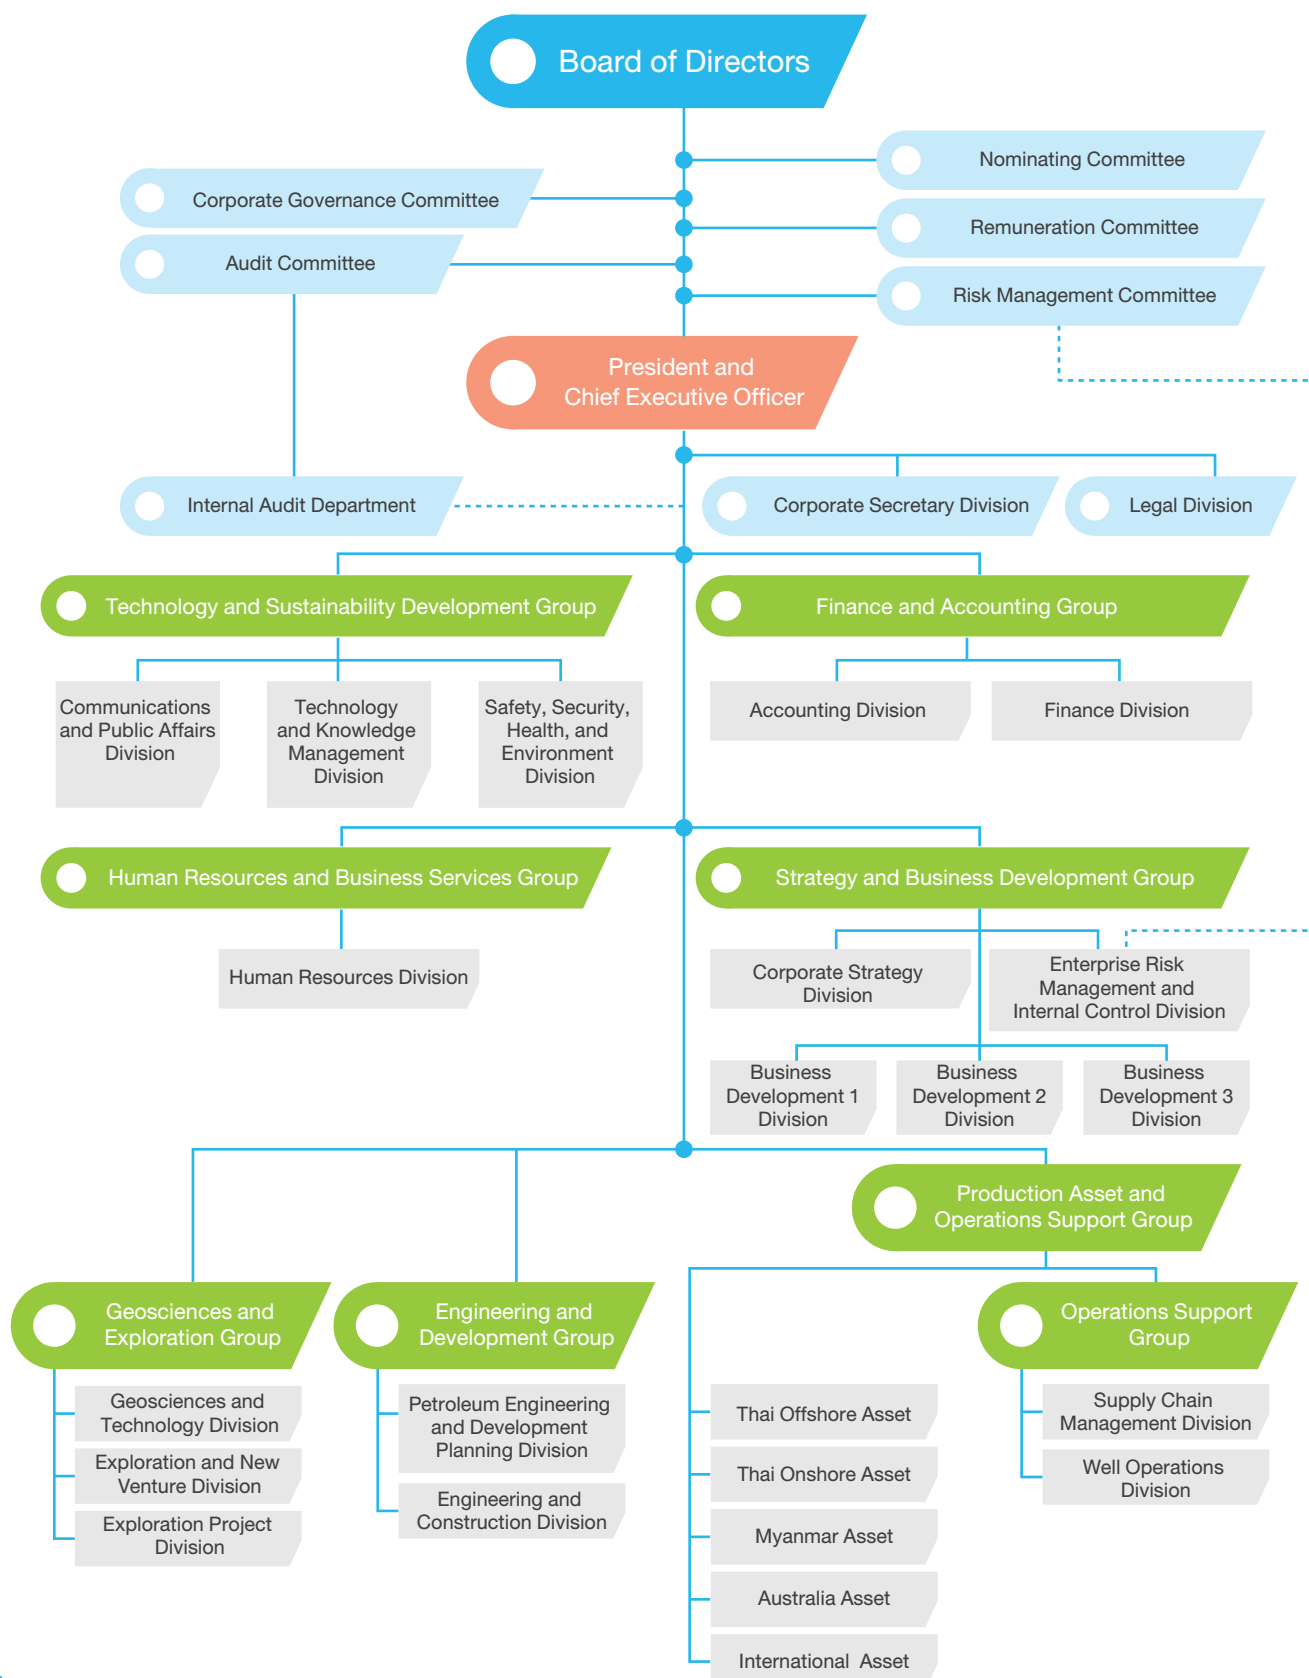 Board of Directors
Nominating Committee
Corporate Governance Committee
Remuneration Committee
Audit Committee
Risk Management Committee
President and
Chief Executive Officer
Internal Audit Department
Corporate Secretary Division
Legal Division
Technology and Sustainability Development Group
Finance and Accounting Group
Communications
and Public Affairs
Division
Technology
and Knowledge
Management
Division
Safety, Security,
Health, and
Environment
Division
Accounting Division
Finance Division
Human Resources and Business Services Group
Strategy and Business Development Group
Human Resources Division
Corporate Strategy
Division
Enterprise Risk
Management and
Internal Control Division
Business
Development 1
Division
Business
Development 2
Division
Business
Development 3
Division
Production Asset and
Operations Support Group
Geosciences and
Exploration Group
Engineering and
Development Group
Operations Support
Group
Geosciences and
Technology Division
Exploration and New
Venture Division
Exploration Project
Division
Petroleum Engineering
and Development
Planning Division
Engineering and
Construction Division
Thai Offshore Asset
Thai Onshore Asset
Myanmar Asset
Australia Asset
International Asset
Supply Chain
Management Division
Well Operations
Division